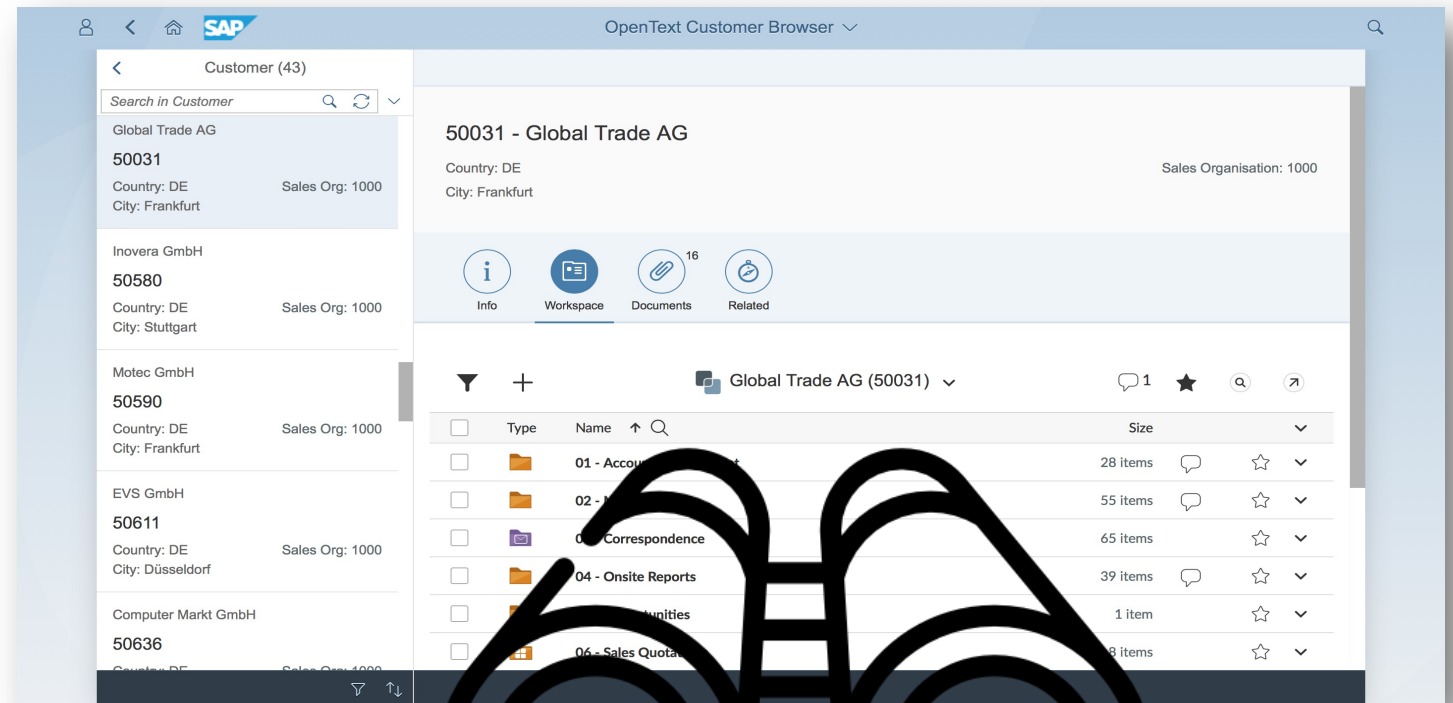 SAP
OpenText Customer Browser
Customer (43)
Search in Customer
Global Trade AG
50031
Country: DE Sales Org: 1000
City: Frankfurt
Inovera GmbH
50580
Country: DE Sales Org: 1000
City: Stuttgart
Motec GmbH
50590
Country: DE Sales Org: 1000
City: Frankfurt
EVS GmbH
50611
Country: DE Sales Org: 1000
City: Düsseldorf
Computer Markt GmbH
50636
Country: DE Sales Org: 1000
50031 - Global Trade AG
Country: DE Sales Organisation: 1000
City: Frankfurt
16
Info Workspace Documents Related
Global Trade AG (50031) 1
Type Name Size
01 - 28 items
02 - 55 items
Correspondence 65 items
04 - Onsite Reports 39 items
1 item
06 - Sales items